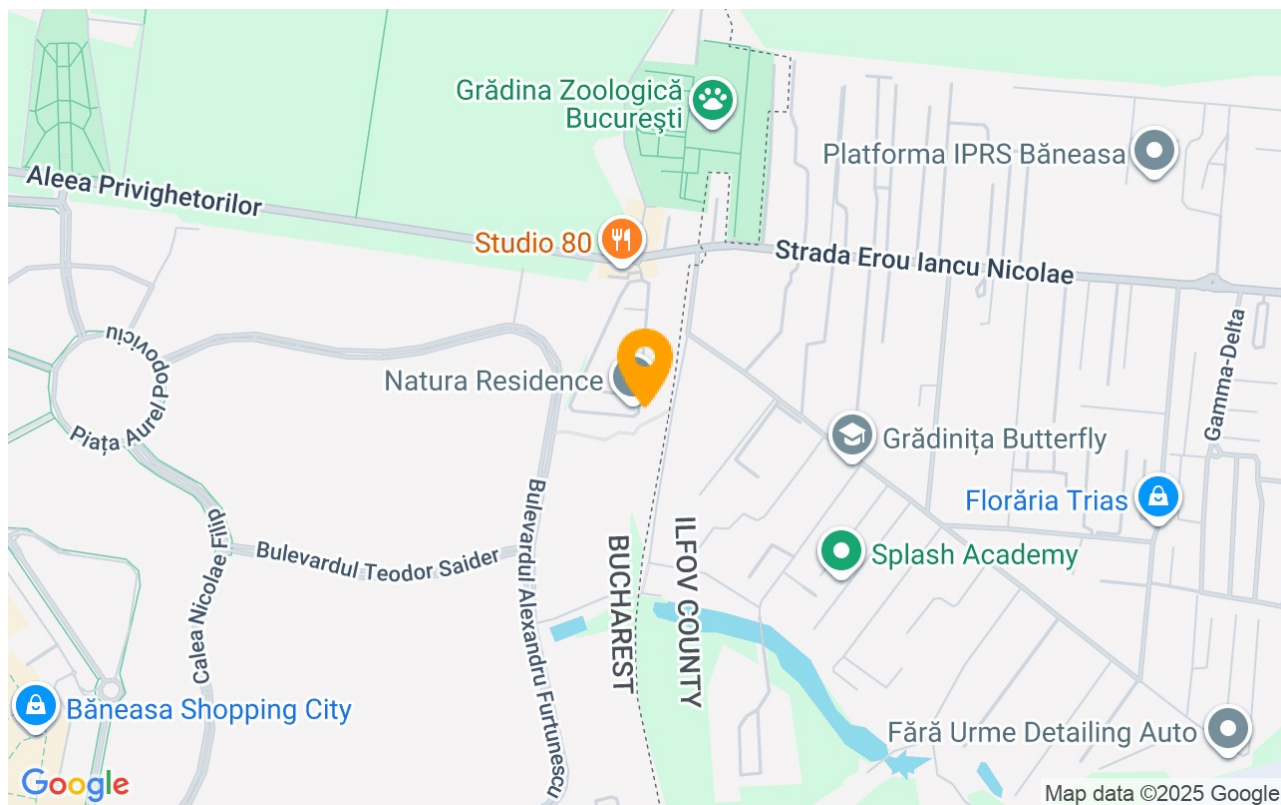 Grădina Zoologică
București
Platforma IPRS Băneasa
Aleea Privighetorilor
Studio 80
Strada Erou Iancu Nicolae
Piața Aurel Popoviciu
Natura Residence
Gamma-Delta
Grădinița Butterfly
Florăria Trias
Calea Nicolae Filip
Bulevardul Teodor Saider
Bulevardul Alexandru Furtunescu
BUCHAREST
ILFOV COUNTY
Splash Academy
Băneasa Shopping City
Fără Urme Detailing Auto
Google
Map data ©2025 Google